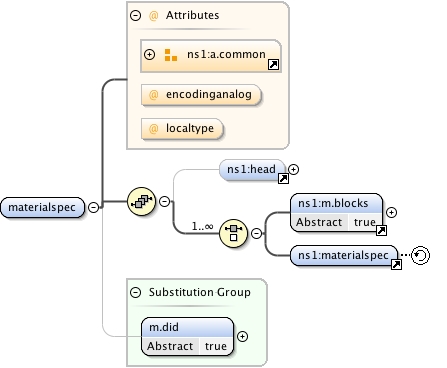 @ Attributes
ns1:a.common
@ encodinganalog
@ localtype
ns1:head
materialspec
1..∞
ns1:m.blocks
Abstract true
ns1:materialspec
Substitution Group
m.did
Abstract true